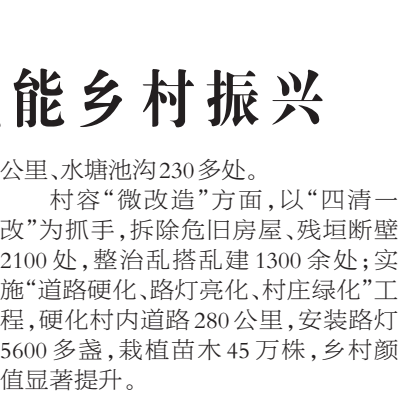 能乡村振兴
公里、水塘池沟230多处。
村容“微改造”方面，以“四清一
改”为抓手，拆除危旧房屋、残垣断壁
2100处，整治乱搭乱建1300余处；实
施“道路硬化、路灯亮化、村庄绿化”工
程，硬化村内道路280公里，安装路灯
5600多盏，栽植苗木45万株，乡村颜
值显著提升。